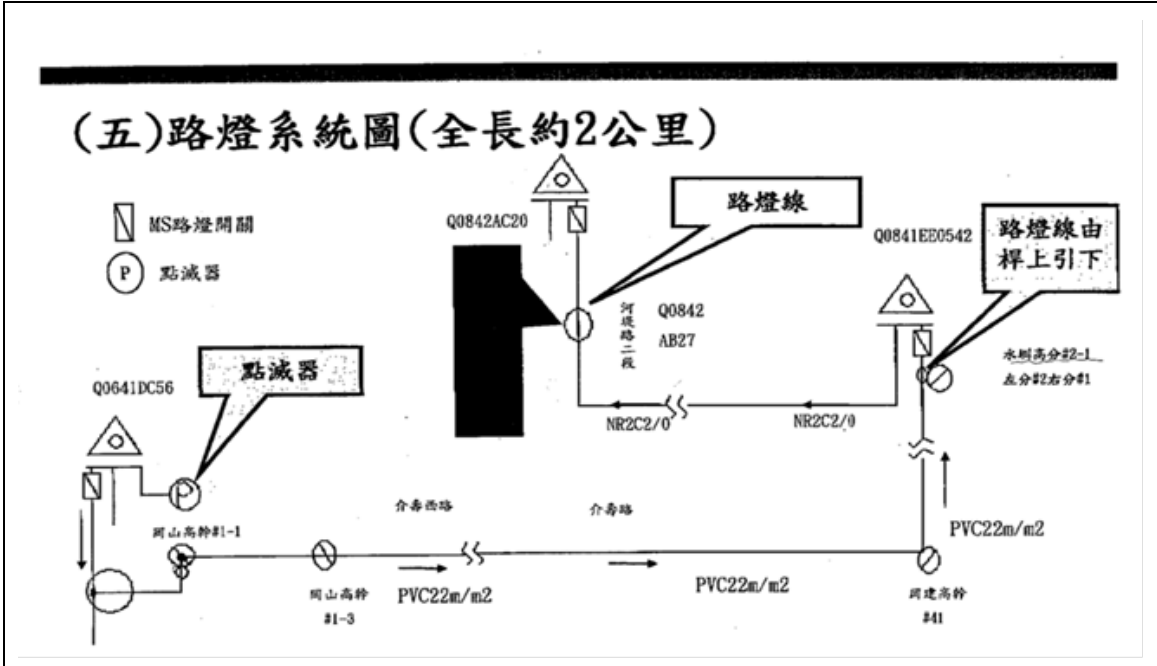 (五)路燈系統圖(全長約2公里)
MS路燈開關
P
點滅器
Q0842AC20
路燈線
Q0841EE0542
路燈線由
桿上引下
河堤路二段
Q0842
AB27
水圳高分#2-1
左分#2右分#1
點滅器
Q0641DC56
NR2C2/0
NR2C2/0
P
岡山高幹#1-1
介壽西路
介壽路
PVC22m/m2
岡山高幹
#1-3
PVC22m/m2
PVC22m/m2
岡建高幹
#41